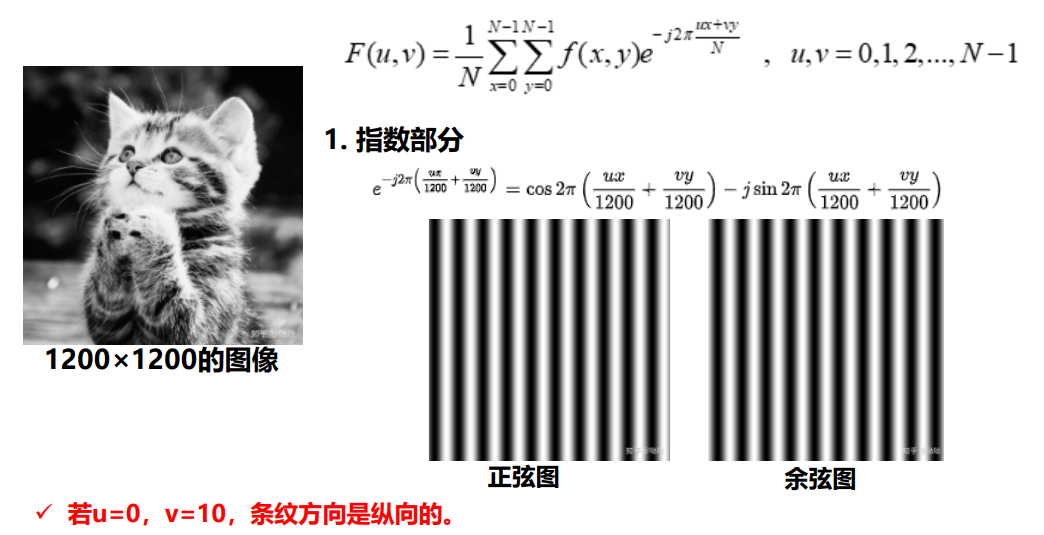 F(u,v) = \frac{1}{N} \sum_{x=0}^{N-1} \sum_{y=0}^{N-1} f(x,y) e^{-j2\pi \frac{ux+vy}{N}} , u,v = 0,1,2,...,N-1
1. 指数部分
e^{-j2\pi \left( \frac{ux}{1200} + \frac{vy}{1200} \right)} = \cos 2\pi \left( \frac{ux}{1200} + \frac{vy}{1200} \right) - j \sin 2\pi \left( \frac{ux}{1200} + \frac{vy}{1200} \right)
1200×1200的图像
正弦图
余弦图
✓ 若u=0，v=10，条纹方向是纵向的。